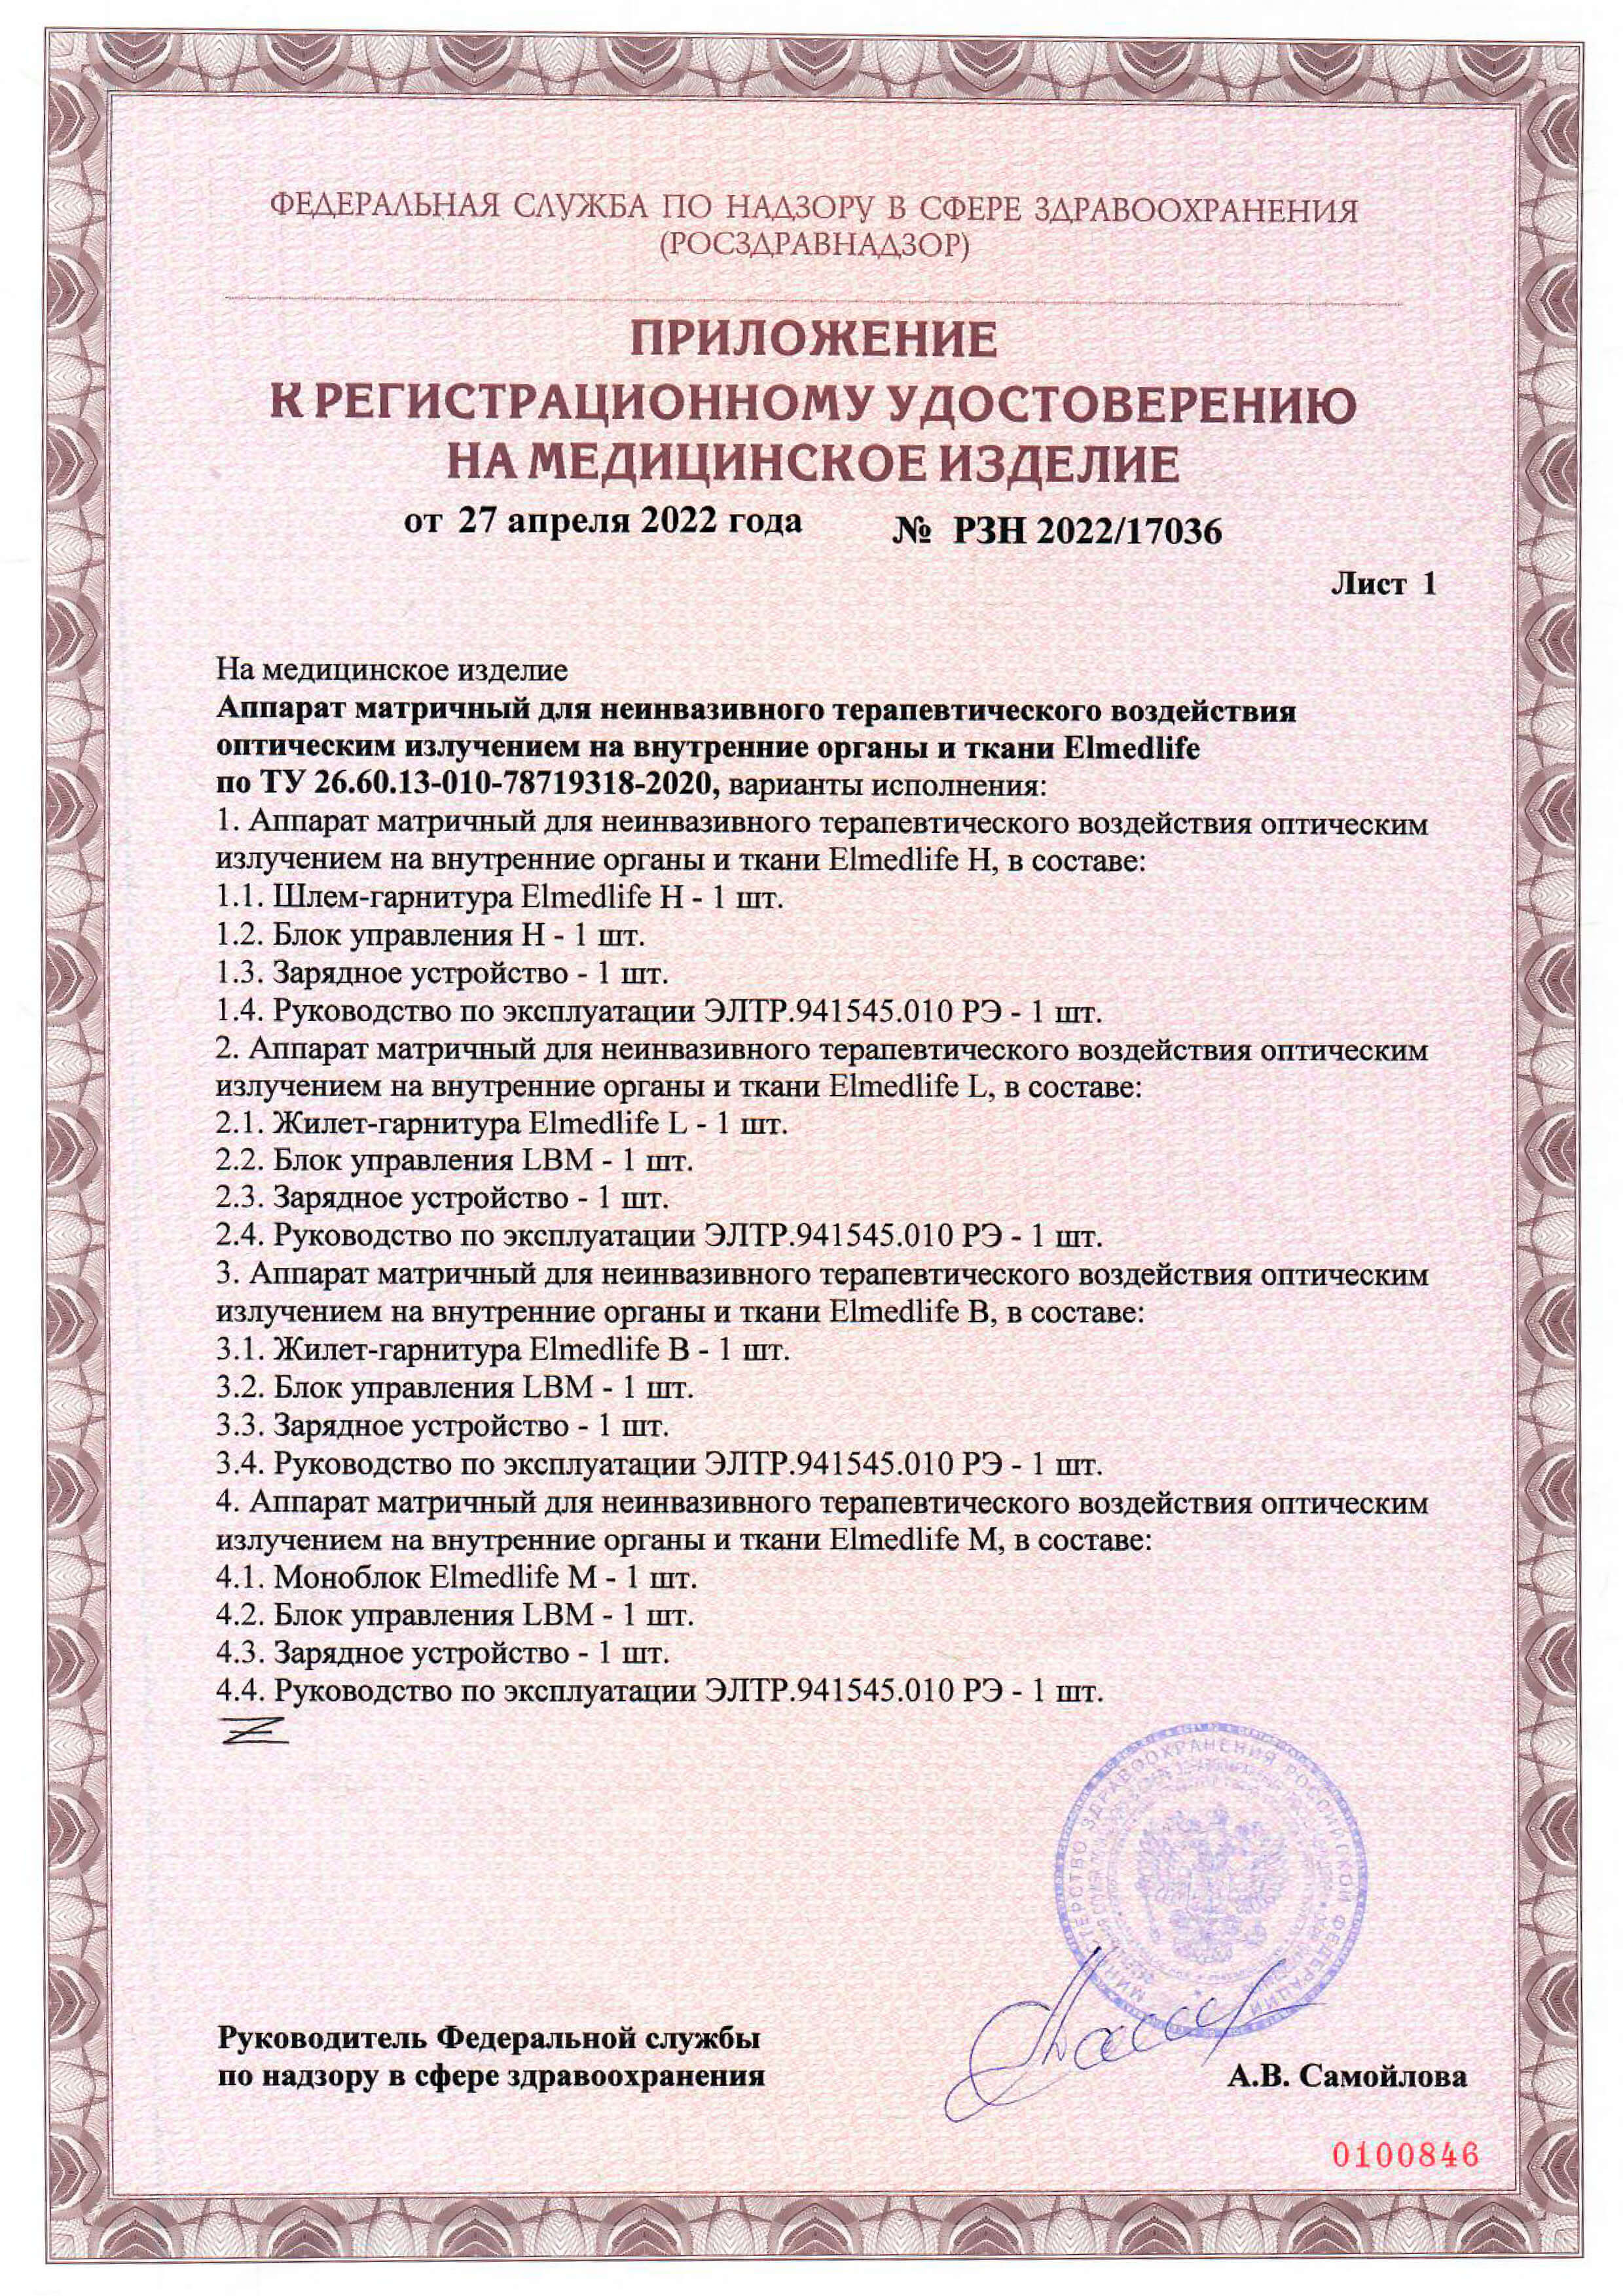 ФЕДЕРАЛЬНАЯ СЛУЖБА ПО НАДЗОРУ В СФЕРЕ ЗДРАВООХРАНЕНИЯ
(РОСЗДРАВНАДЗОР)
ПРИЛОЖЕНИЕ
К РЕГИСТРАЦИОННОМУ УДОСТОВЕРЕНИЮ
НА МЕДИЦИНСКОЕ ИЗДЕЛИЕ
от 27 апреля 2022 года № РЗН 2022/17036
Лист 1
На медицинское изделие
Аппарат матричный для неинвазивного терапевтического воздействия
оптическим излучением на внутренние органы и ткани Elmedlife
по ТУ 26.60.13-010-78719318-2020, варианты исполнения:
1. Аппарат матричный для неинвазивного терапевтического воздействия оптическим
излучением на внутренние органы и ткани Elmedlife H, в составе:
1.1. Шлем-гарнитура Elmedlife H - 1 шт.
1.2. Блок управления H - 1 шт.
1.3. Зарядное устройство - 1 шт.
1.4. Руководство по эксплуатации ЭЛТР.941545.010 РЭ - 1 шт.
2. Аппарат матричный для неинвазивного терапевтического воздействия оптическим
излучением на внутренние органы и ткани Elmedlife L, в составе:
2.1. Жилет-гарнитура Elmedlife L - 1 шт.
2.2. Блок управления LBM - 1 шт.
2.3. Зарядное устройство - 1 шт.
2.4. Руководство по эксплуатации ЭЛТР.941545.010 РЭ - 1 шт.
3. Аппарат матричный для неинвазивного терапевтического воздействия оптическим
излучением на внутренние органы и ткани Elmedlife B, в составе:
3.1. Жилет-гарнитура Elmedlife B - 1 шт.
3.2. Блок управления LBM - 1 шт.
3.3. Зарядное устройство - 1 шт.
3.4. Руководство по эксплуатации ЭЛТР.941545.010 РЭ - 1 шт.
4. Аппарат матричный для неинвазивного терапевтического воздействия оптическим
излучением на внутренние органы и ткани Elmedlife M, в составе:
4.1. Моноблок Elmedlife M - 1 шт.
4.2. Блок управления LBM - 1 шт.
4.3. Зарядное устройство - 1 шт.
4.4. Руководство по эксплуатации ЭЛТР.941545.010 РЭ - 1 шт.
МИНИСТЕРСТВО ЗДРАВООХРАНЕНИЯ РОССИЙСКОЙ ФЕДЕРАЦИИ
Руководитель Федеральной службы
по надзору в сфере здравоохранения
А.В. Самойлова
0100846